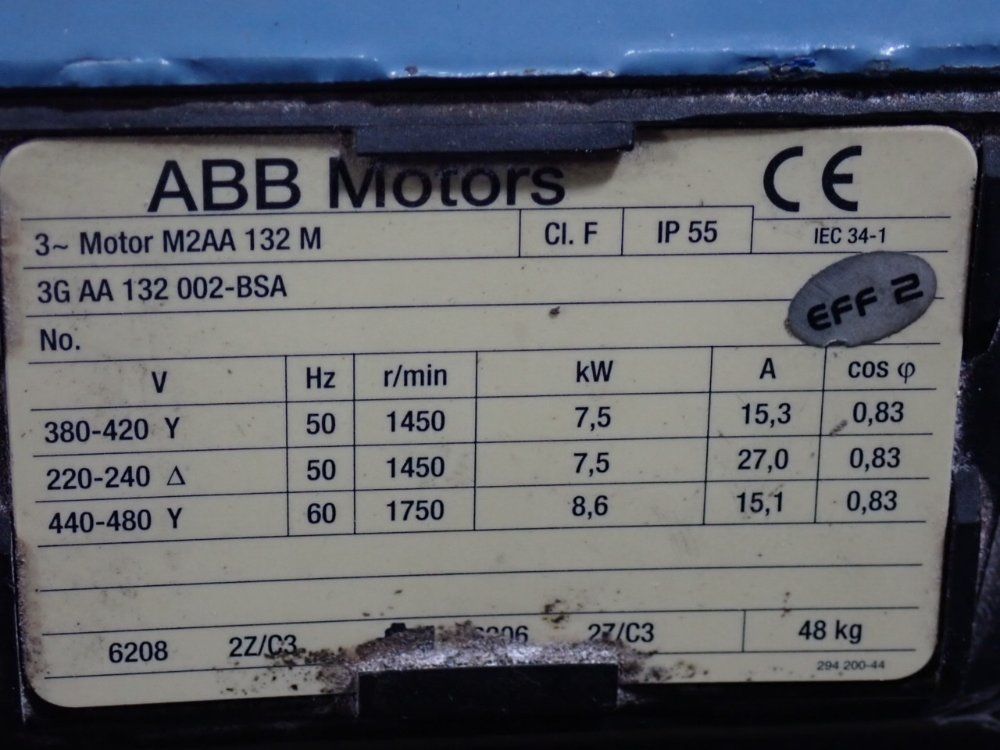 ABB Motors CE
3~ Motor M2AA 132 M Cl. F IP 55 IEC 34-1
3G AA 132 002-BSA
EFF 2
No.
V Hz r/min kW A cos φ
380-420 Y 50 1450 7,5 15,3 0,83
220-240 Δ 50 1450 7,5 27,0 0,83
440-480 Y 60 1750 8,6 15,1 0,83
6208 2Z/C3 2Z/C3 48 kg
294 200-44